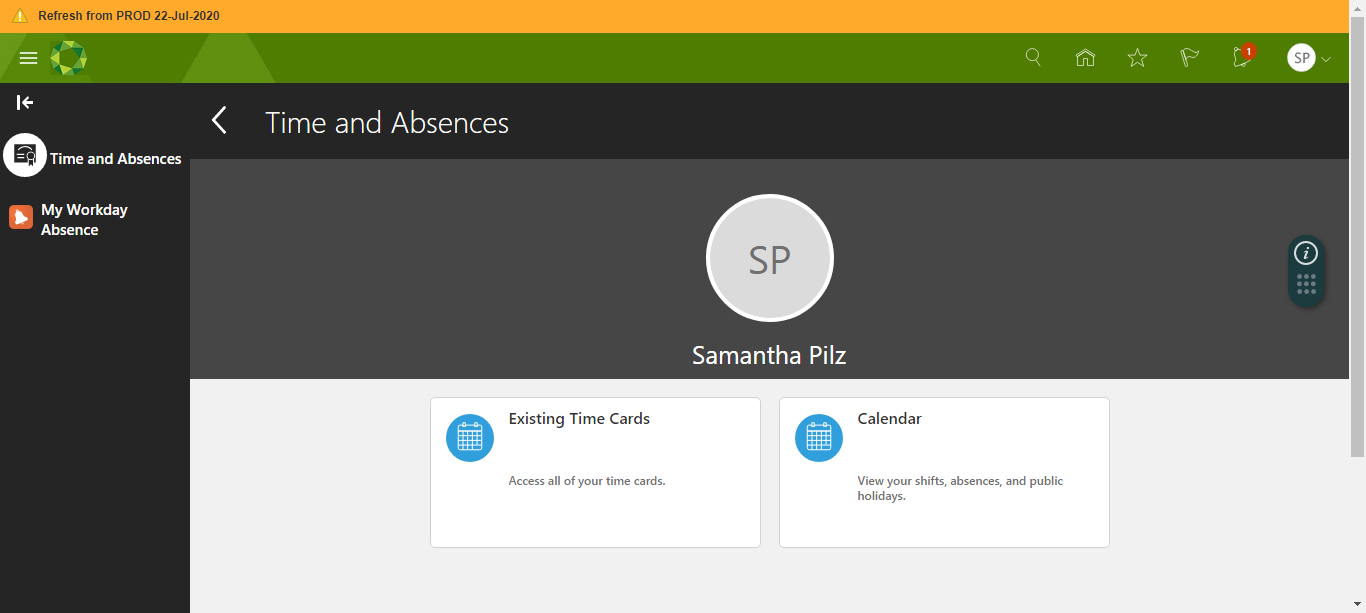 Refresh from PROD 22-Jul-2020
1
SP
Time and Absences
Time and Absences
My Workday
Absence
SP
i
Samantha Pilz
Existing Time Cards
Access all of your time cards.
Calendar
View your shifts, absences, and public
holidays.